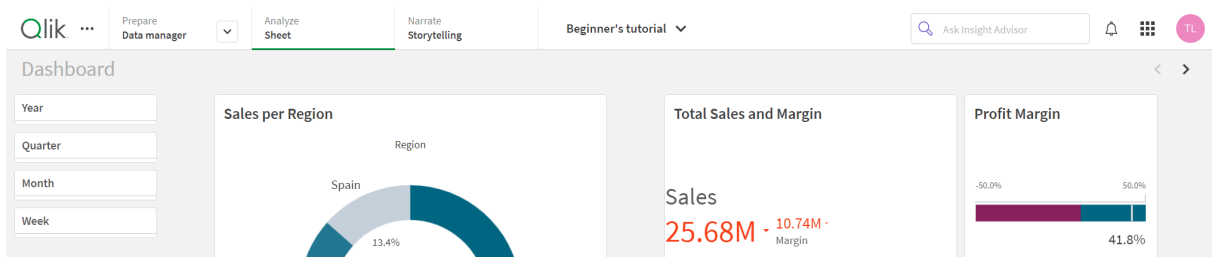 Qlik
Prepare
Data manager
Analyze
Sheet
Narrate
Storytelling
Beginner's tutorial
Ask Insight Advisor
TL
Dashboard
Year
Quarter
Month
Week
Sales per Region
Region
Spain
13.4%
Total Sales and Margin
Sales
25.68M
10.74M
Margin
Profit Margin
-50.0% 50.0%
41.8%